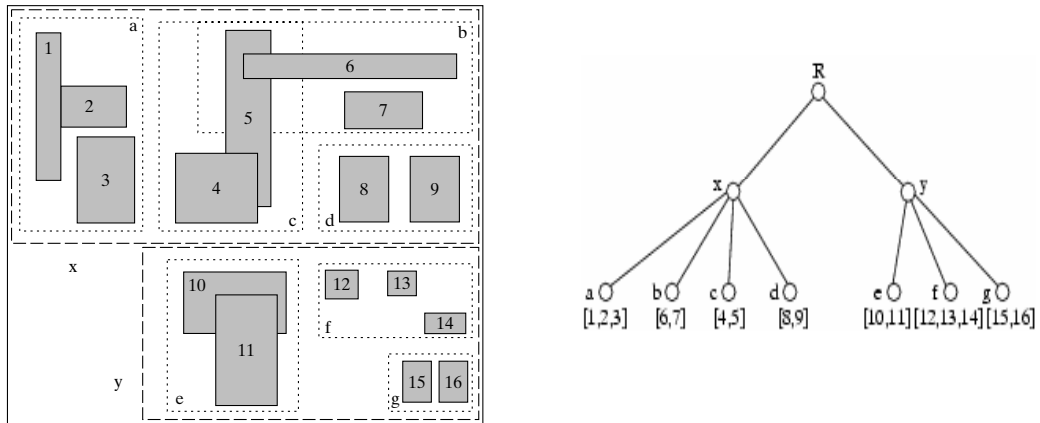 a
b
1
6
2
7
5
3
4
8
9
c
d
x
10
12
13
14
f
11
15
16
y
e
g
R
x
y
a
b
c
d
e
f
g
[1,2,3]
[6,7]
[4,5]
[8,9]
[10,11]
[12,13,14]
[15,16]